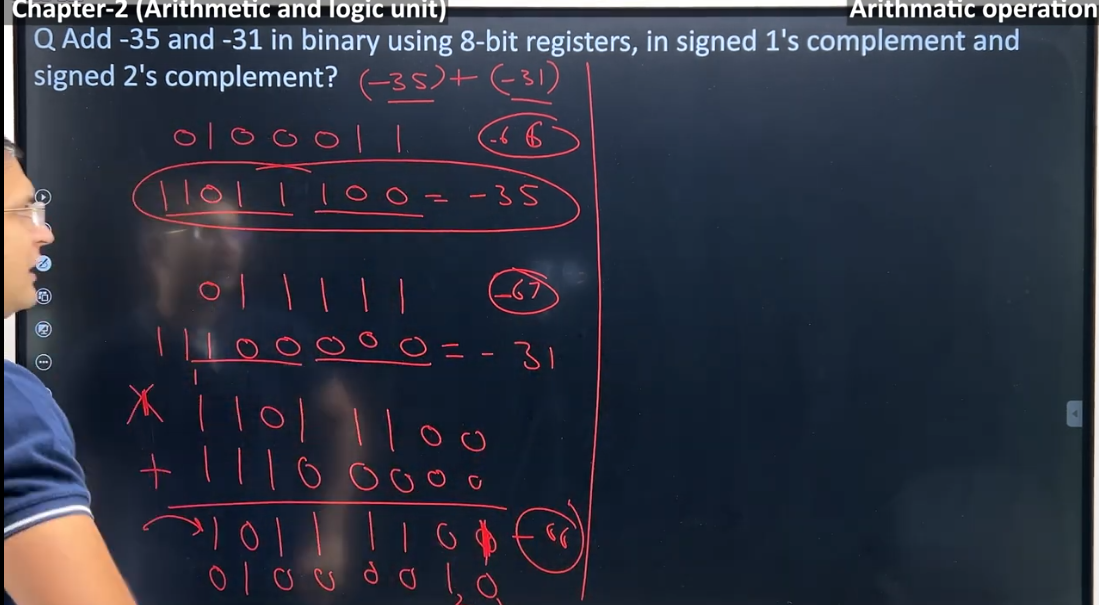 Chapter-2 (Arithmetic and logic unit)
Arithmatic operation
Q Add -35 and -31 in binary using 8-bit registers, in signed 1's complement and
signed 2's complement? (-35)+(-31)
0100011 -66
11011100 = -35
011111 -67
11100000 = - 31
1
11011100
+ 11100000
1011110
01000010